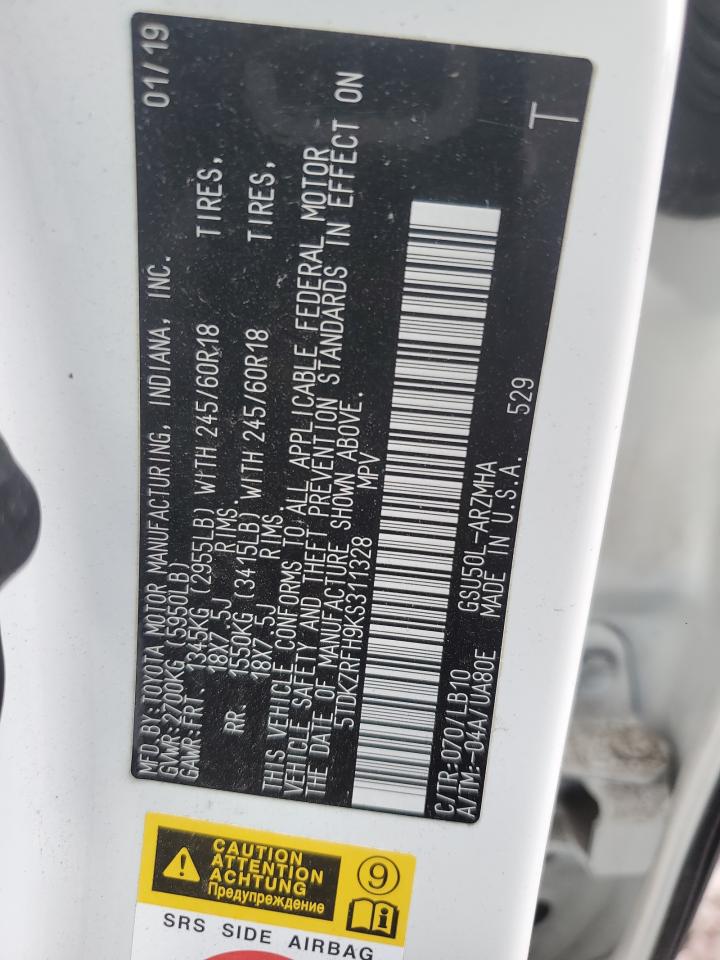 MFD.BY:TOYOTA MOTOR MANUFACTURING, INDIANA, INC. 01/19
GVWR:2700KG (5950LB)
GAWR:FRT. 1345KG (2955LB) WITH 245/60R18 TIRES,
18X7.5J RIMS.
RR. 1550KG (3415LB) WITH 245/60R18 TIRES,
18X7.5J RIMS
THIS VEHICLE CONFORMS TO ALL APPLICABLE FEDERAL MOTOR
VEHICLE SAFETY AND THEFT PREVENTION STANDARDS IN EFFECT ON
THE DATE OF MANUFACTURE SHOWN ABOVE.
5TDKZRFH9KS311328 MPV
C/TR:070/LB10 GSU50L-ARZMHA
A/TM:-04A/UA80E MADE IN U.S.A. 529 T
CAUTION
ATTENTION
ACHTUNG
Предупреждение
9
SRS SIDE AIRBAG